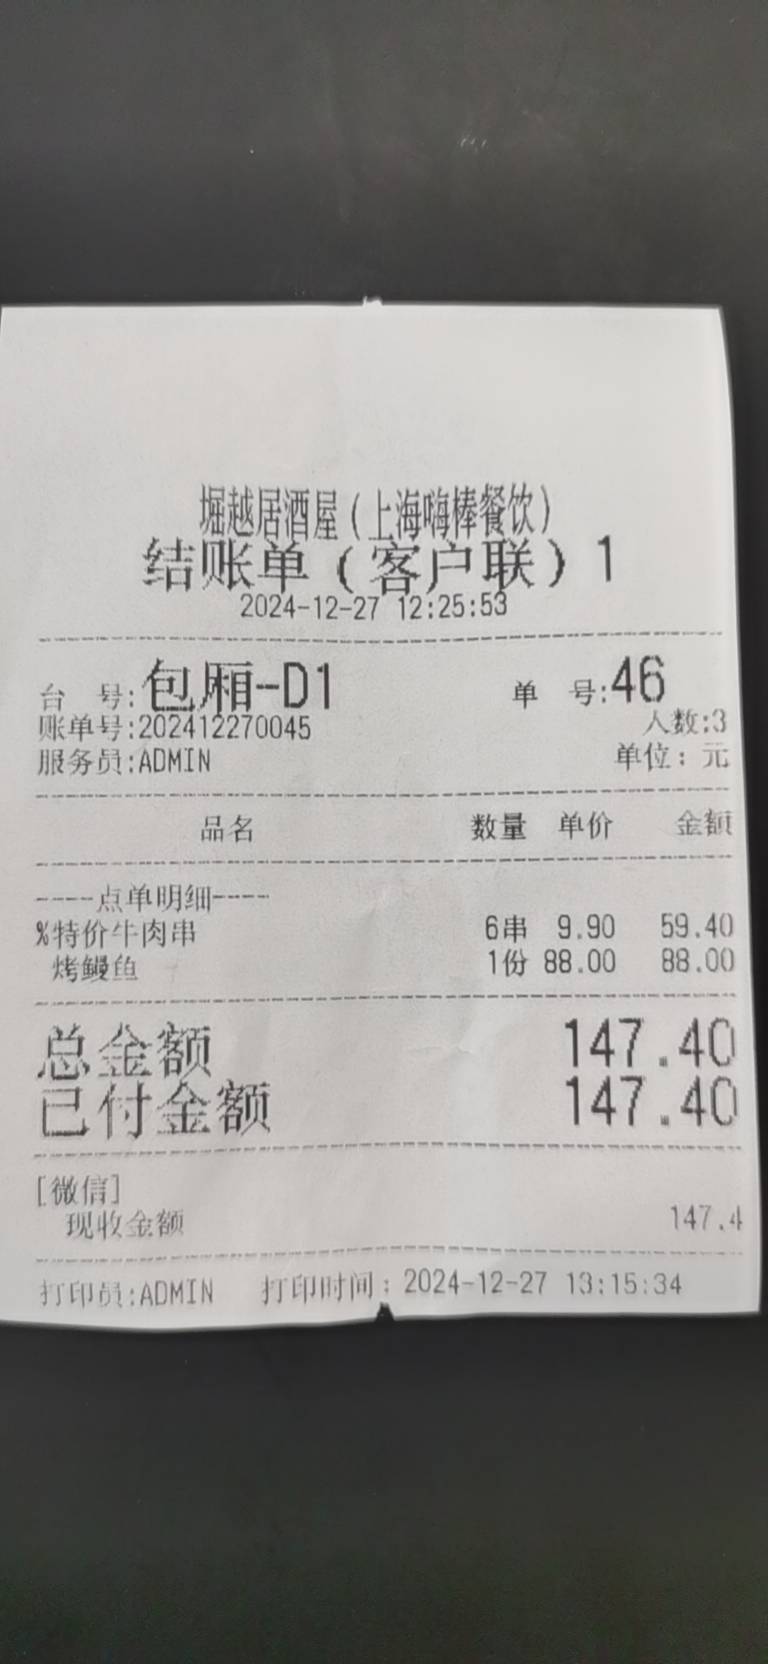 堀越居酒屋(上海嗨棒餐饮)
结账单(客户联)1
2024-12-27 12:25:53
台 号:包厢-D1 单 号:46
账单号:202412270045 人数:3
服务员:ADMIN 单位: 元
品名 数量 单价 金额
----点单明细----
%特价牛肉串 6串 9.90 59.40
烤鳗鱼 1份 88.00 88.00
总金额 147.40
已付金额 147.40
[微信]
现收金额 147.4
打印员:ADMIN 打印时间: 2024-12-27 13:15:34